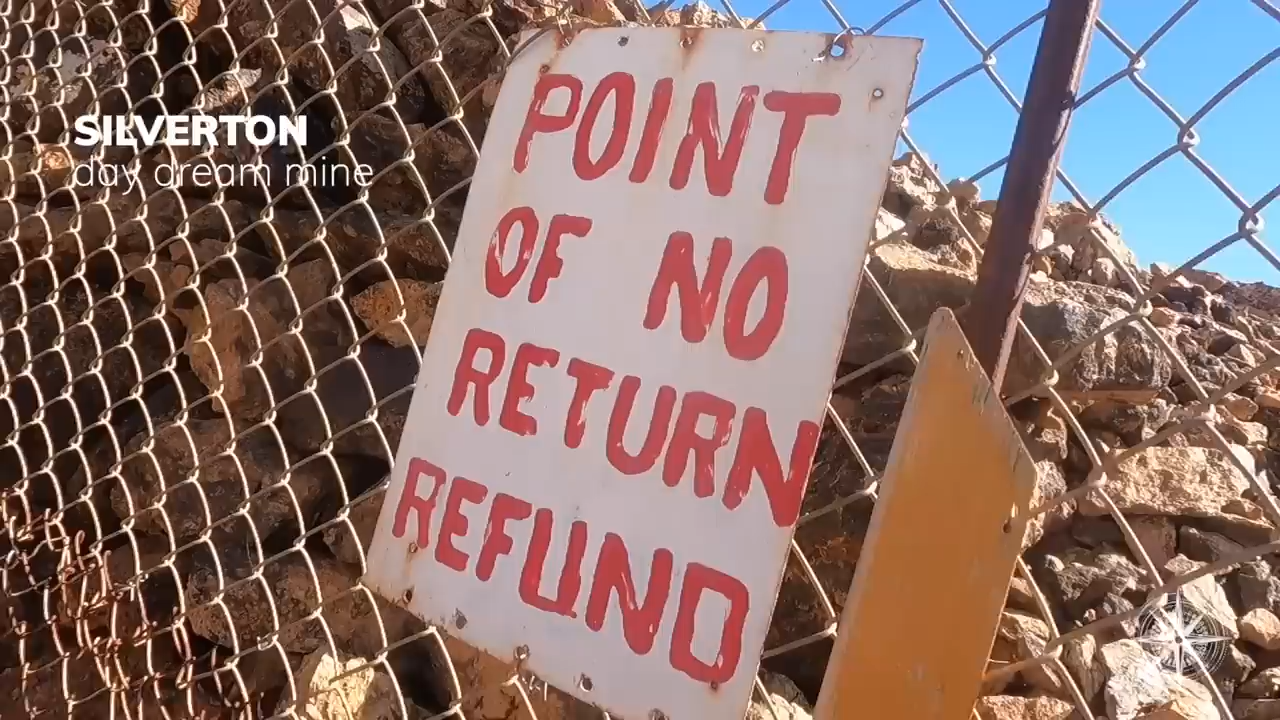 SILVERTON
day dream mine
POINT
OF NO
RETURN
REFUND